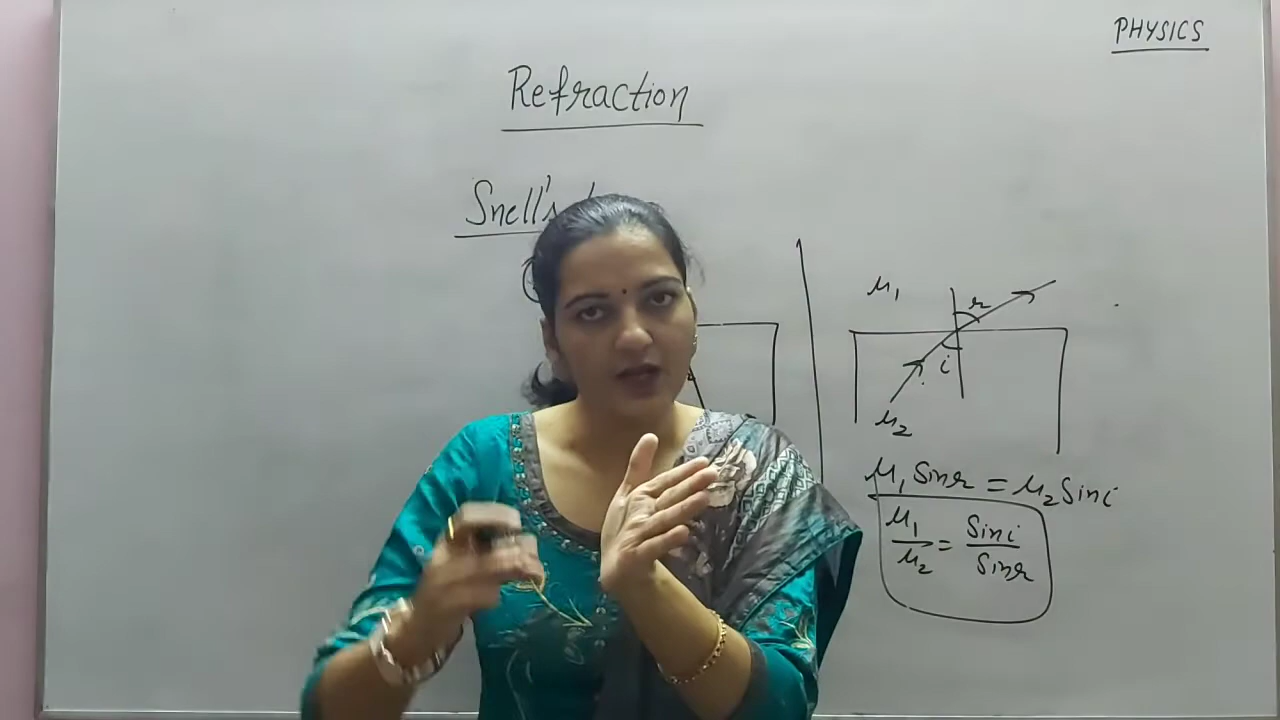 PHYSICS
Refraction
Snell's
μ₁
r
i
μ₂
μ₁ Sinr = μ₂ Sini
μ₁/μ₂ = Sini/Sinr